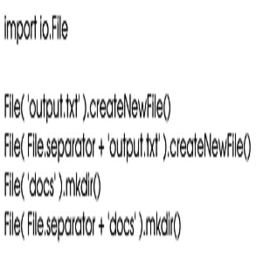 import io.File
File( 'output.txt' ).createNewFile()
File( File.separator + 'output.txt' ).createNewFile()
File( 'docs' ).mkdir()
File( File.separator + 'docs' ).mkdir()